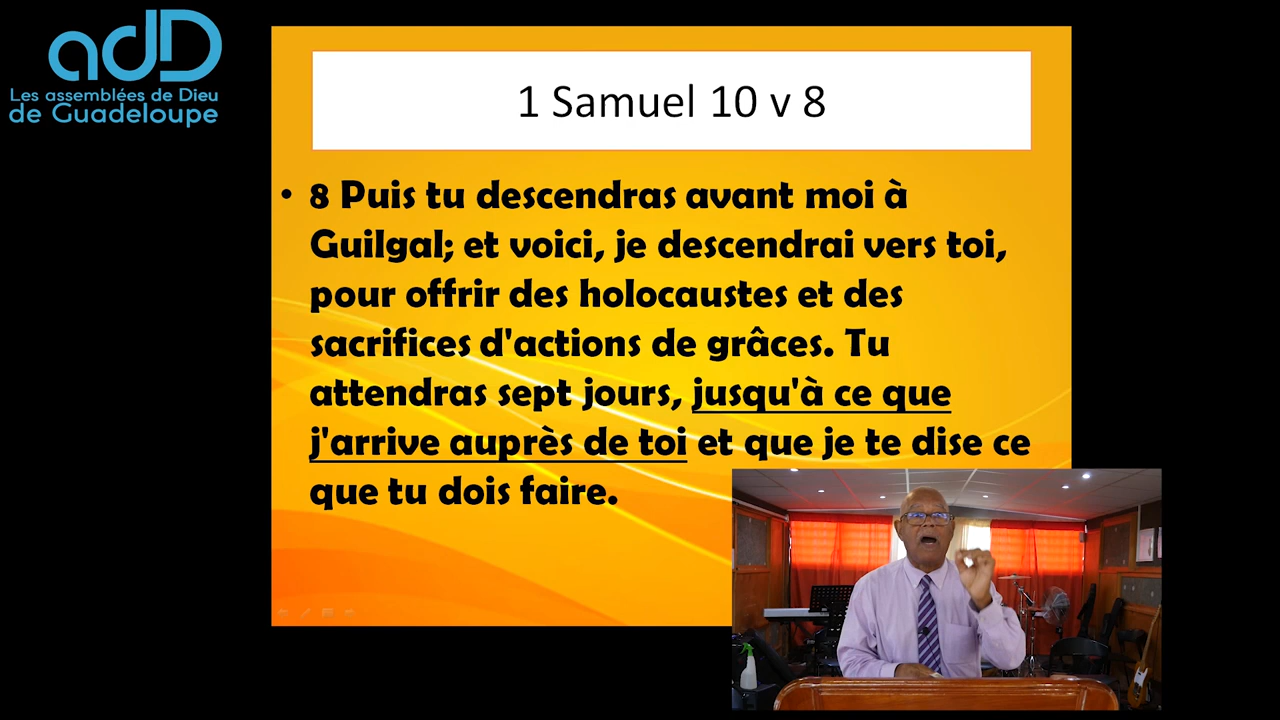 adD
Les assemblées de Dieu
de Guadeloupe
1 Samuel 10 v 8
• 8 Puis tu descendras avant moi à
Guilgal; et voici, je descendrai vers toi,
pour offrir des holocaustes et des
sacrifices d'actions de grâces. Tu
attendras sept jours, jusqu'à ce que
j'arrive auprès de toi et que je te dise ce
que tu dois faire.